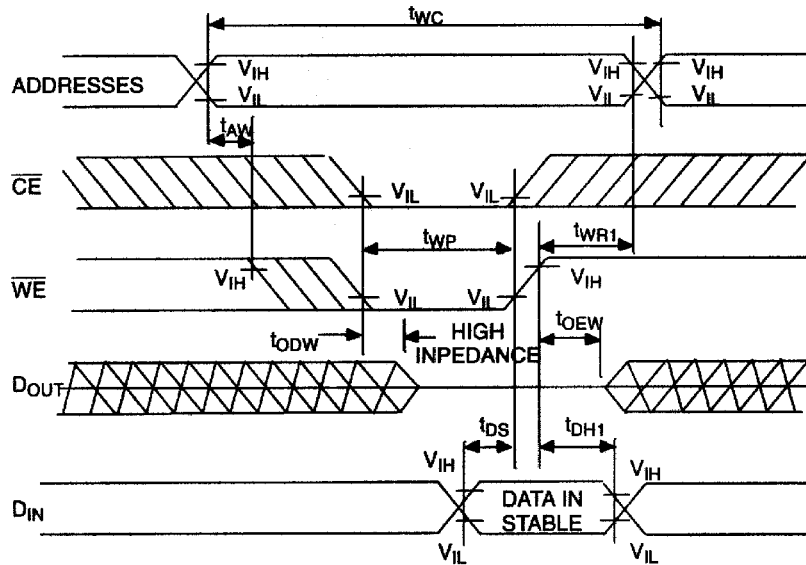 tWC
ADDRESSES
VIH
VIL
VIH
VIL
VIH
VIL
tAW
CE
VIL
VIL
tWP
tWR1
WE
VIH
VIL
VIL
VIH
tODW
HIGH
INPEDANCE
tOEW
DOUT
tDS
tDH1
VIH
VIH
DIN
DATA IN
STABLE
VIL
VIL